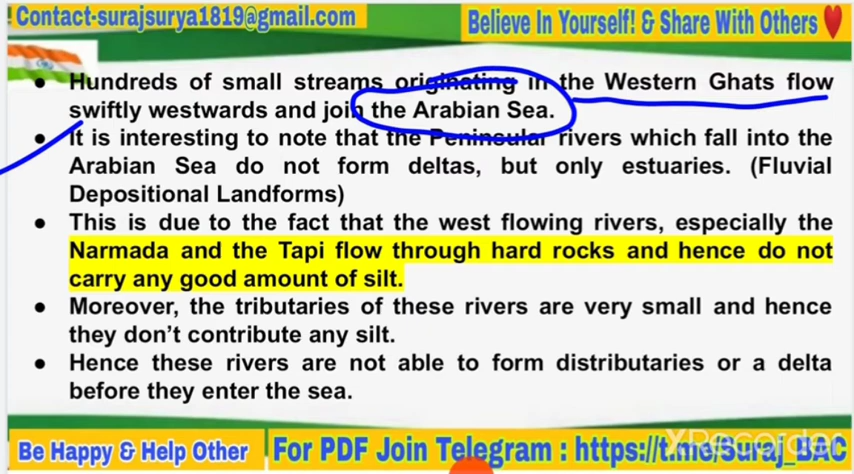 Contact-surajsurya1819@gmail.com
Believe In Yourself! & Share With Others❤️
● Hundreds of small streams originating in the Western Ghats flow
swiftly westwards and join the Arabian Sea.
● It is interesting to note that the Peninsular rivers which fall into the
Arabian Sea do not form deltas, but only estuaries. (Fluvial
Depositional Landforms)
● This is due to the fact that the west flowing rivers, especially the
Narmada and the Tapi flow through hard rocks and hence do not
carry any good amount of silt.
● Moreover, the tributaries of these rivers are very small and hence
they don't contribute any silt.
● Hence these rivers are not able to form distributaries or a delta
before they enter the sea.
Be Happy & Help Other
For PDF Join Telegram : https://t.me/Suraj_BAC
XRecorder